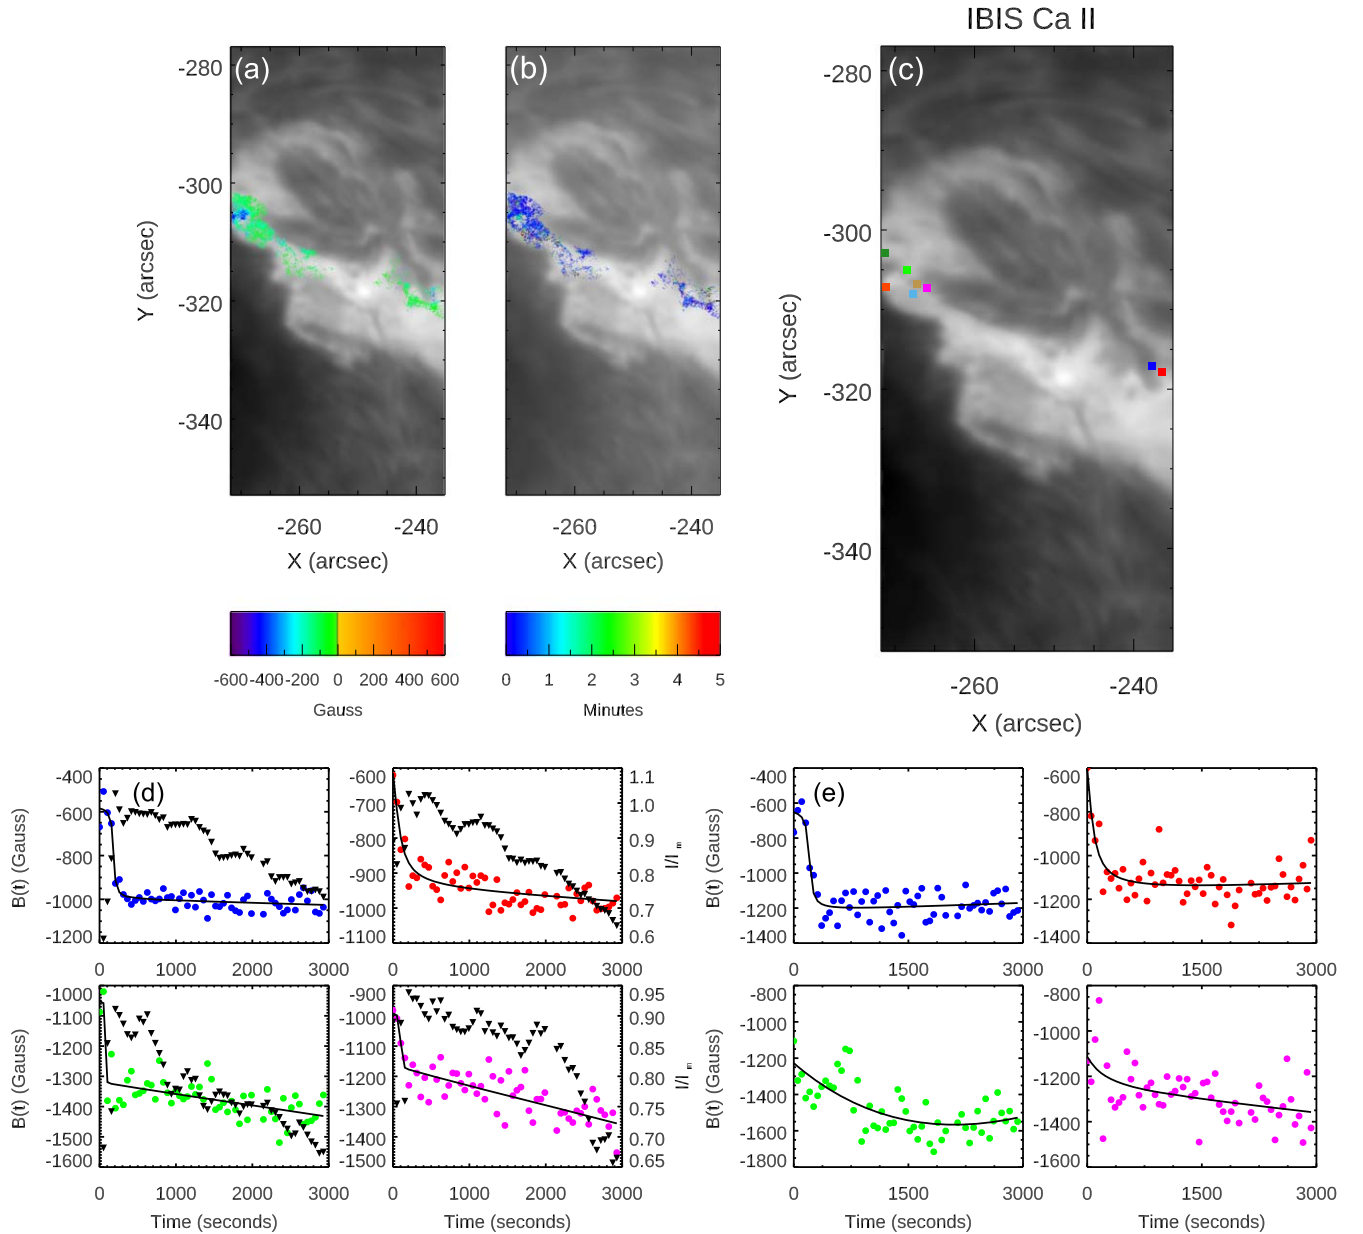 IBIS Ca II
(a)
(b)
(c)
-280
-300
-320
-340
Y (arcsec)
-260 -240
X (arcsec)
-260 -240
X (arcsec)
-280
-300
-320
-340
Y (arcsec)
-260 -240
X (arcsec)
-600 -400 -200 0 200 400 600
Gauss
0 1 2 3 4 5
Minutes
(d)
B(t) (Gauss)
-400
-600
-800
-1000
-1200
0 1000 2000 3000
-600
-700
-800
-900
-1000
-1100
0 1000 2000 3000
1.1
1.0
0.9
0.8
0.7
0.6
I/I m
B(t) (Gauss)
-1000
-1100
-1200
-1300
-1400
-1500
-1600
0 1000 2000 3000
Time (seconds)
-900
-1000
-1100
-1200
-1300
-1400
-1500
0 1000 2000 3000
Time (seconds)
0.95
0.90
0.85
0.80
0.75
0.70
0.65
I/I m
(e)
B(t) (Gauss)
-400
-600
-800
-1000
-1200
-1400
0 1500 3000
-600
-800
-1000
-1200
-1400
0 1500 3000
B(t) (Gauss)
-800
-1000
-1200
-1400
-1600
-1800
0 1500 3000
Time (seconds)
-800
-1000
-1200
-1400
-1600
0 1500 3000
Time (seconds)